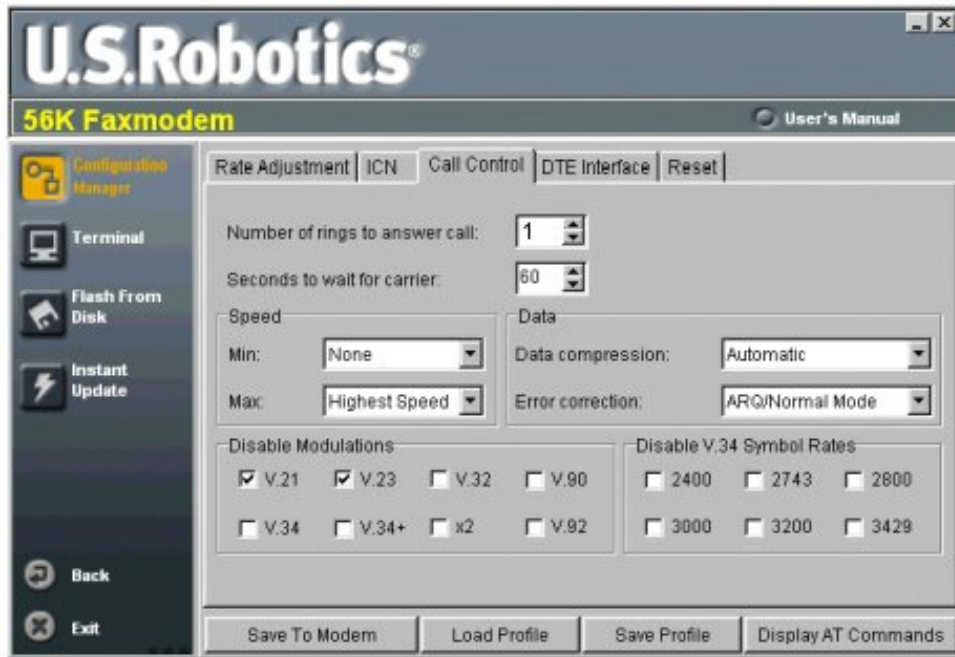 U.S.Robotics®
56K Faxmodem
User's Manual
Configuration
Manager
Terminal
Flash From
Disk
Instant
Update
Back
Exit
Rate Adjustment ICN Call Control DTE Interface Reset
Number of rings to answer call: 1
Seconds to wait for carrier: 60
Speed
Min: None
Max: Highest Speed
Data
Data compression: Automatic
Error correction: ARQ/Normal Mode
Disable Modulations
V.21 V.23 V.32 V.90
V.34 V.34+ x2 V.92
Disable V.34 Symbol Rates
2400 2743 2800
3000 3200 3429
Save To Modem Load Profile Save Profile Display AT Commands